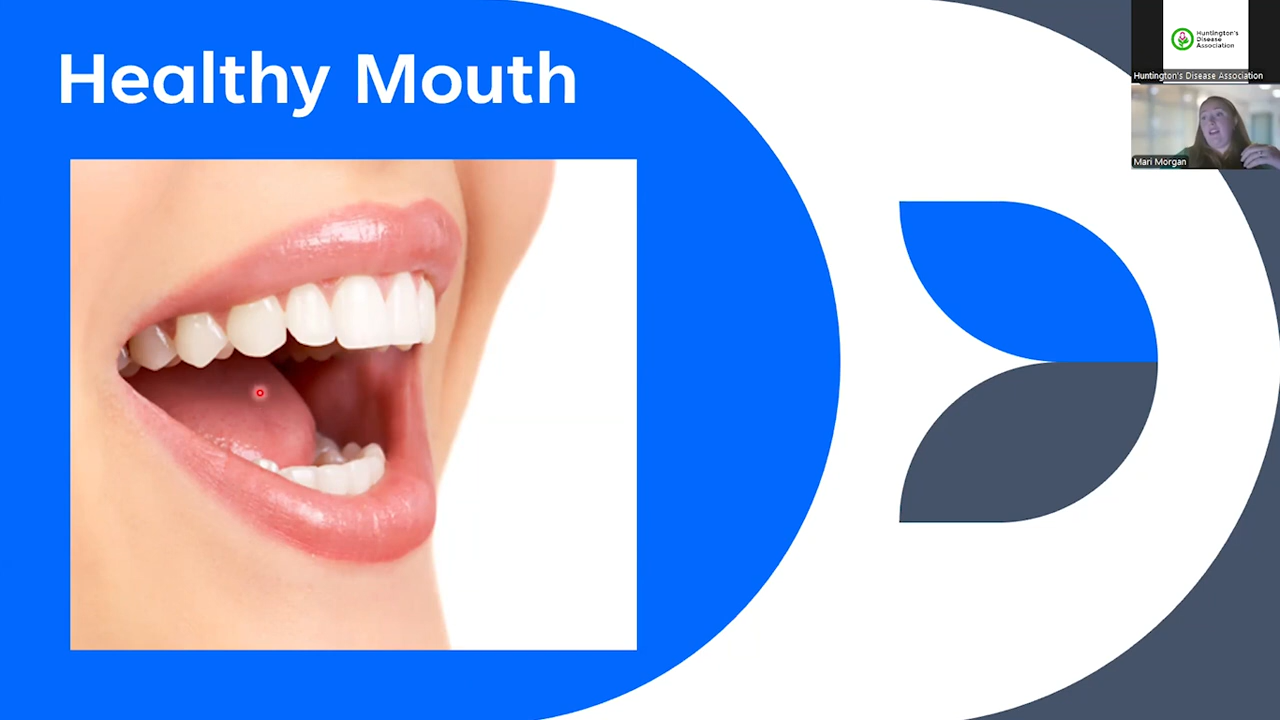 Healthy Mouth
Huntington's
Disease
Association
Huntington's Disease Association
Mari Morgan